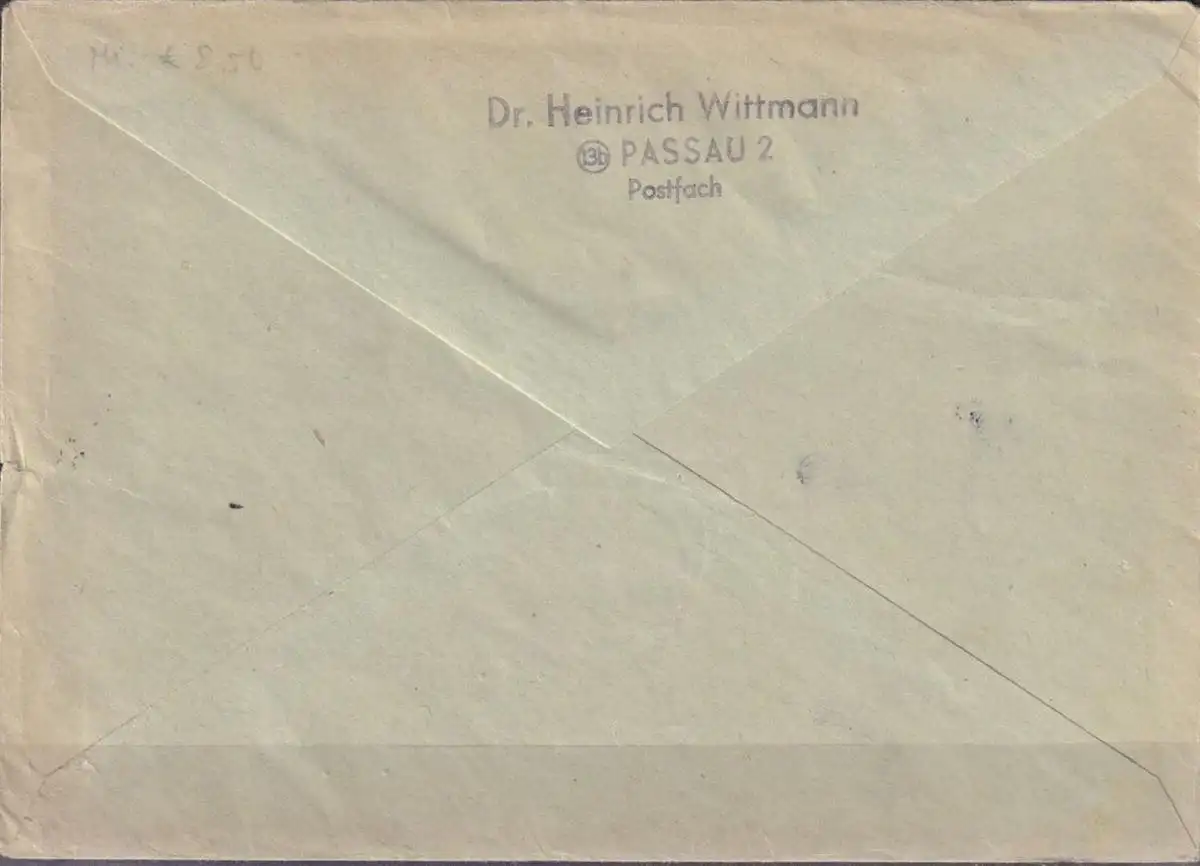 Dr. Heinrich Wittmann
13b PASSAU 2
Postfach